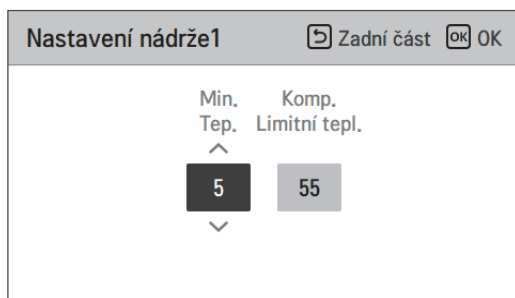 Nastavení nádrže1 Zadní část OK OK
Min. Komp.
Tep. Limitní tepl.
5 55